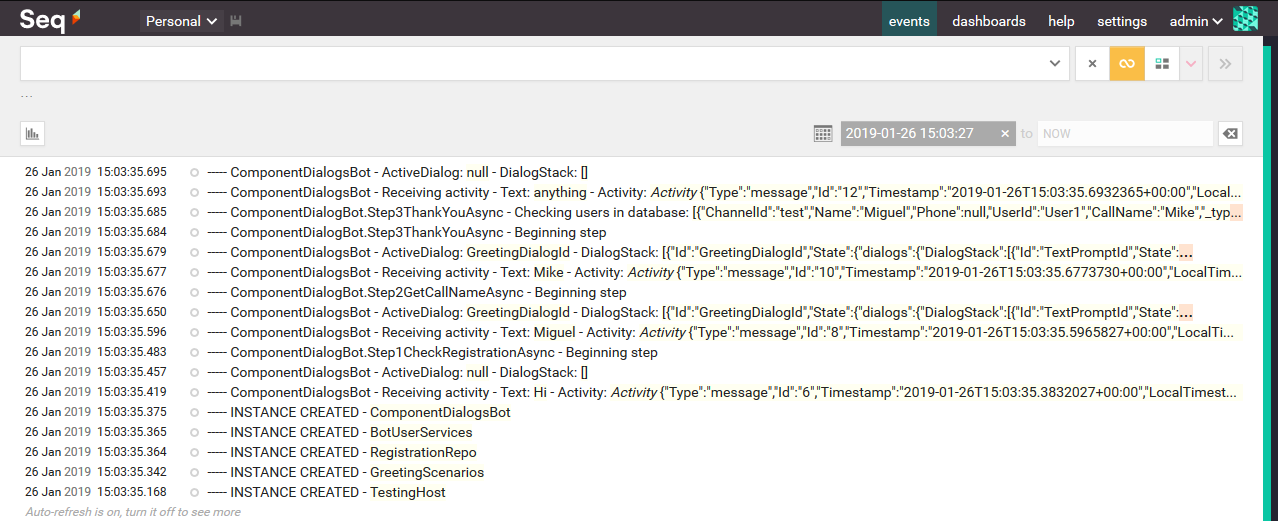 Seq Personal events dashboards help settings admin
...
2019-01-26 15:03:27 × to NOW
26 Jan 2019 15:03:35.695 ----- ComponentDialogsBot - ActiveDialog: null - DialogStack: []
26 Jan 2019 15:03:35.693 ----- ComponentDialogsBot - Receiving activity - Text: anything - Activity: Activity {"Type":"message","Id":"12","Timestamp":"2019-01-26T15:03:35.6932365+00:00","Local...
26 Jan 2019 15:03:35.685 ----- ComponentDialogBot.Step3ThankYouAsync - Checking users in database: [{"ChannelId":"test","Name":"Miguel","Phone":null,"UserId":"User1","CallName":"Mike","_typ...
26 Jan 2019 15:03:35.684 ----- ComponentDialogBot.Step3ThankYouAsync - Beginning step
26 Jan 2019 15:03:35.679 ----- ComponentDialogsBot - ActiveDialog: GreetingDialogId - DialogStack: [{"Id":"GreetingDialogId","State":{"dialogs":{"DialogStack":[{"Id":"TextPromptId","State":...
26 Jan 2019 15:03:35.677 ----- ComponentDialogsBot - Receiving activity - Text: Mike - Activity: Activity {"Type":"message","Id":"10","Timestamp":"2019-01-26T15:03:35.6773730+00:00","LocalTim...
26 Jan 2019 15:03:35.676 ----- ComponentDialogBot.Step2GetCallNameAsync - Beginning step
26 Jan 2019 15:03:35.650 ----- ComponentDialogsBot - ActiveDialog: GreetingDialogId - DialogStack: [{"Id":"GreetingDialogId","State":{"dialogs":{"DialogStack":[{"Id":"TextPromptId","State":...
26 Jan 2019 15:03:35.596 ----- ComponentDialogsBot - Receiving activity - Text: Miguel - Activity: Activity {"Type":"message","Id":"8","Timestamp":"2019-01-26T15:03:35.5965827+00:00","LocalTi...
26 Jan 2019 15:03:35.483 ----- ComponentDialogBot.Step1CheckRegistrationAsync - Beginning step
26 Jan 2019 15:03:35.457 ----- ComponentDialogsBot - ActiveDialog: null - DialogStack: []
26 Jan 2019 15:03:35.419 ----- ComponentDialogsBot - Receiving activity - Text: Hi - Activity: Activity {"Type":"message","Id":"6","Timestamp":"2019-01-26T15:03:35.3832027+00:00","LocalTimest...
26 Jan 2019 15:03:35.375 ----- INSTANCE CREATED - ComponentDialogsBot
26 Jan 2019 15:03:35.365 ----- INSTANCE CREATED - BotUserServices
26 Jan 2019 15:03:35.364 ----- INSTANCE CREATED - RegistrationRepo
26 Jan 2019 15:03:35.342 ----- INSTANCE CREATED - GreetingScenarios
26 Jan 2019 15:03:35.168 ----- INSTANCE CREATED - TestingHost
Auto-refresh is on, turn it off to see more